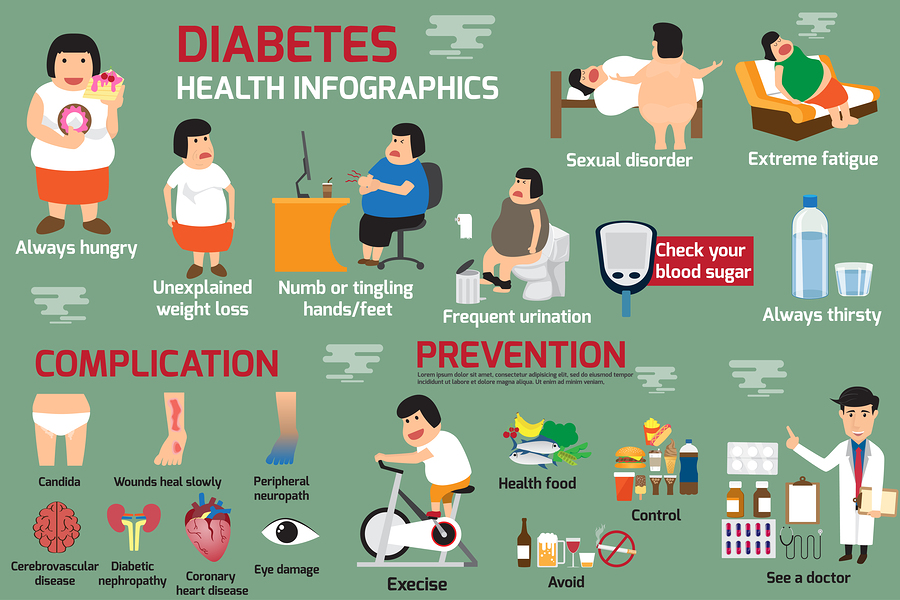 DIABETES
HEALTH INFOGRAPHICS
Always hungry
Unexplained
weight loss
Numb or tingling
hands/feet
Frequent urination
Sexual disorder
Extreme fatigue
Check your
blood sugar
Always thirsty
COMPLICATION
Candida
Wounds heal slowly
Peripheral
neuropath
Cerebrovascular
disease
Diabetic
nephropathy
Coronary
heart disease
Eye damage
PREVENTION
Lorem ipsum dolor sit amet, consectetur adipisicing elit, sed do eiusmod tempor
incididunt ut labore et dolore magna aliqua. Ut enim ad minim veniam,
Execise
Health food
Control
Avoid
See a doctor